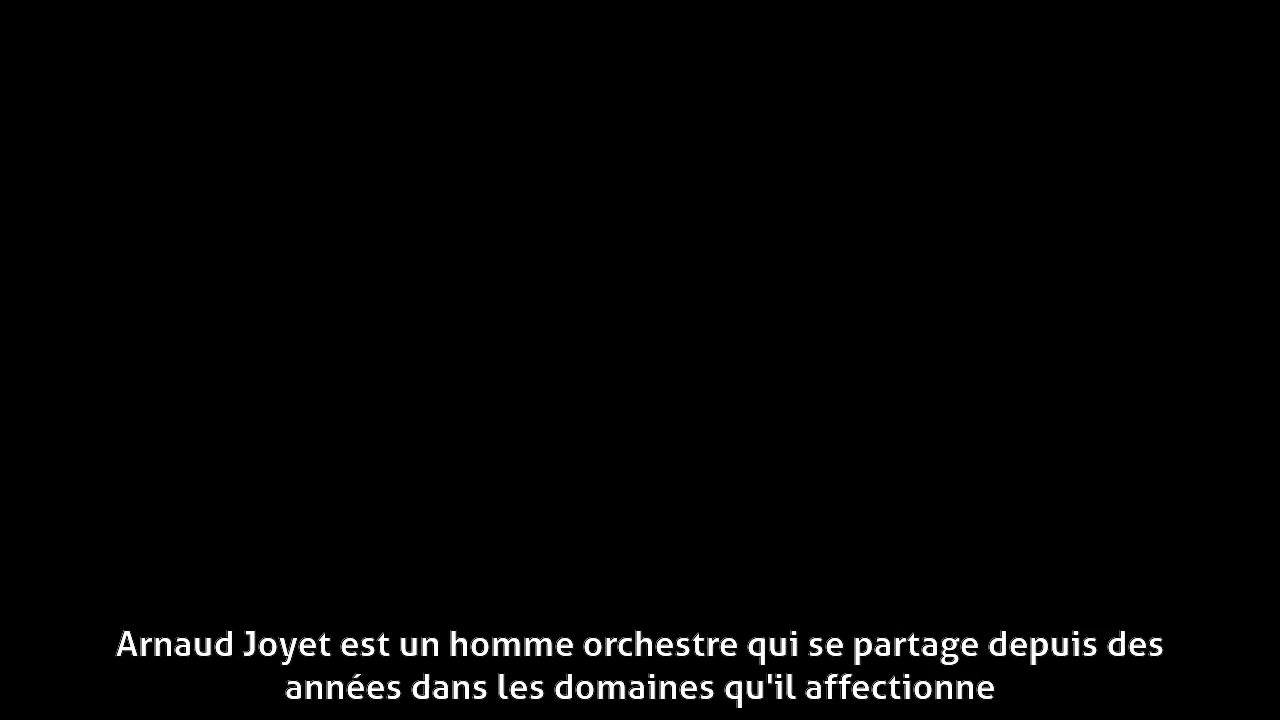 Arnaud Joyet est un homme orchestre qui se partage depuis des
années dans les domaines qu'il affectionne